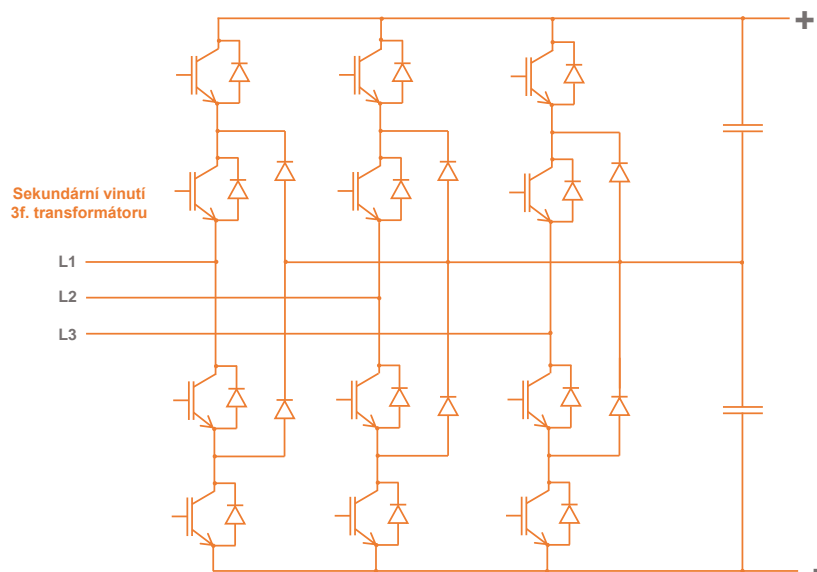 +
Sekundární vinutí
3f. transformátoru
L1
L2
L3
-